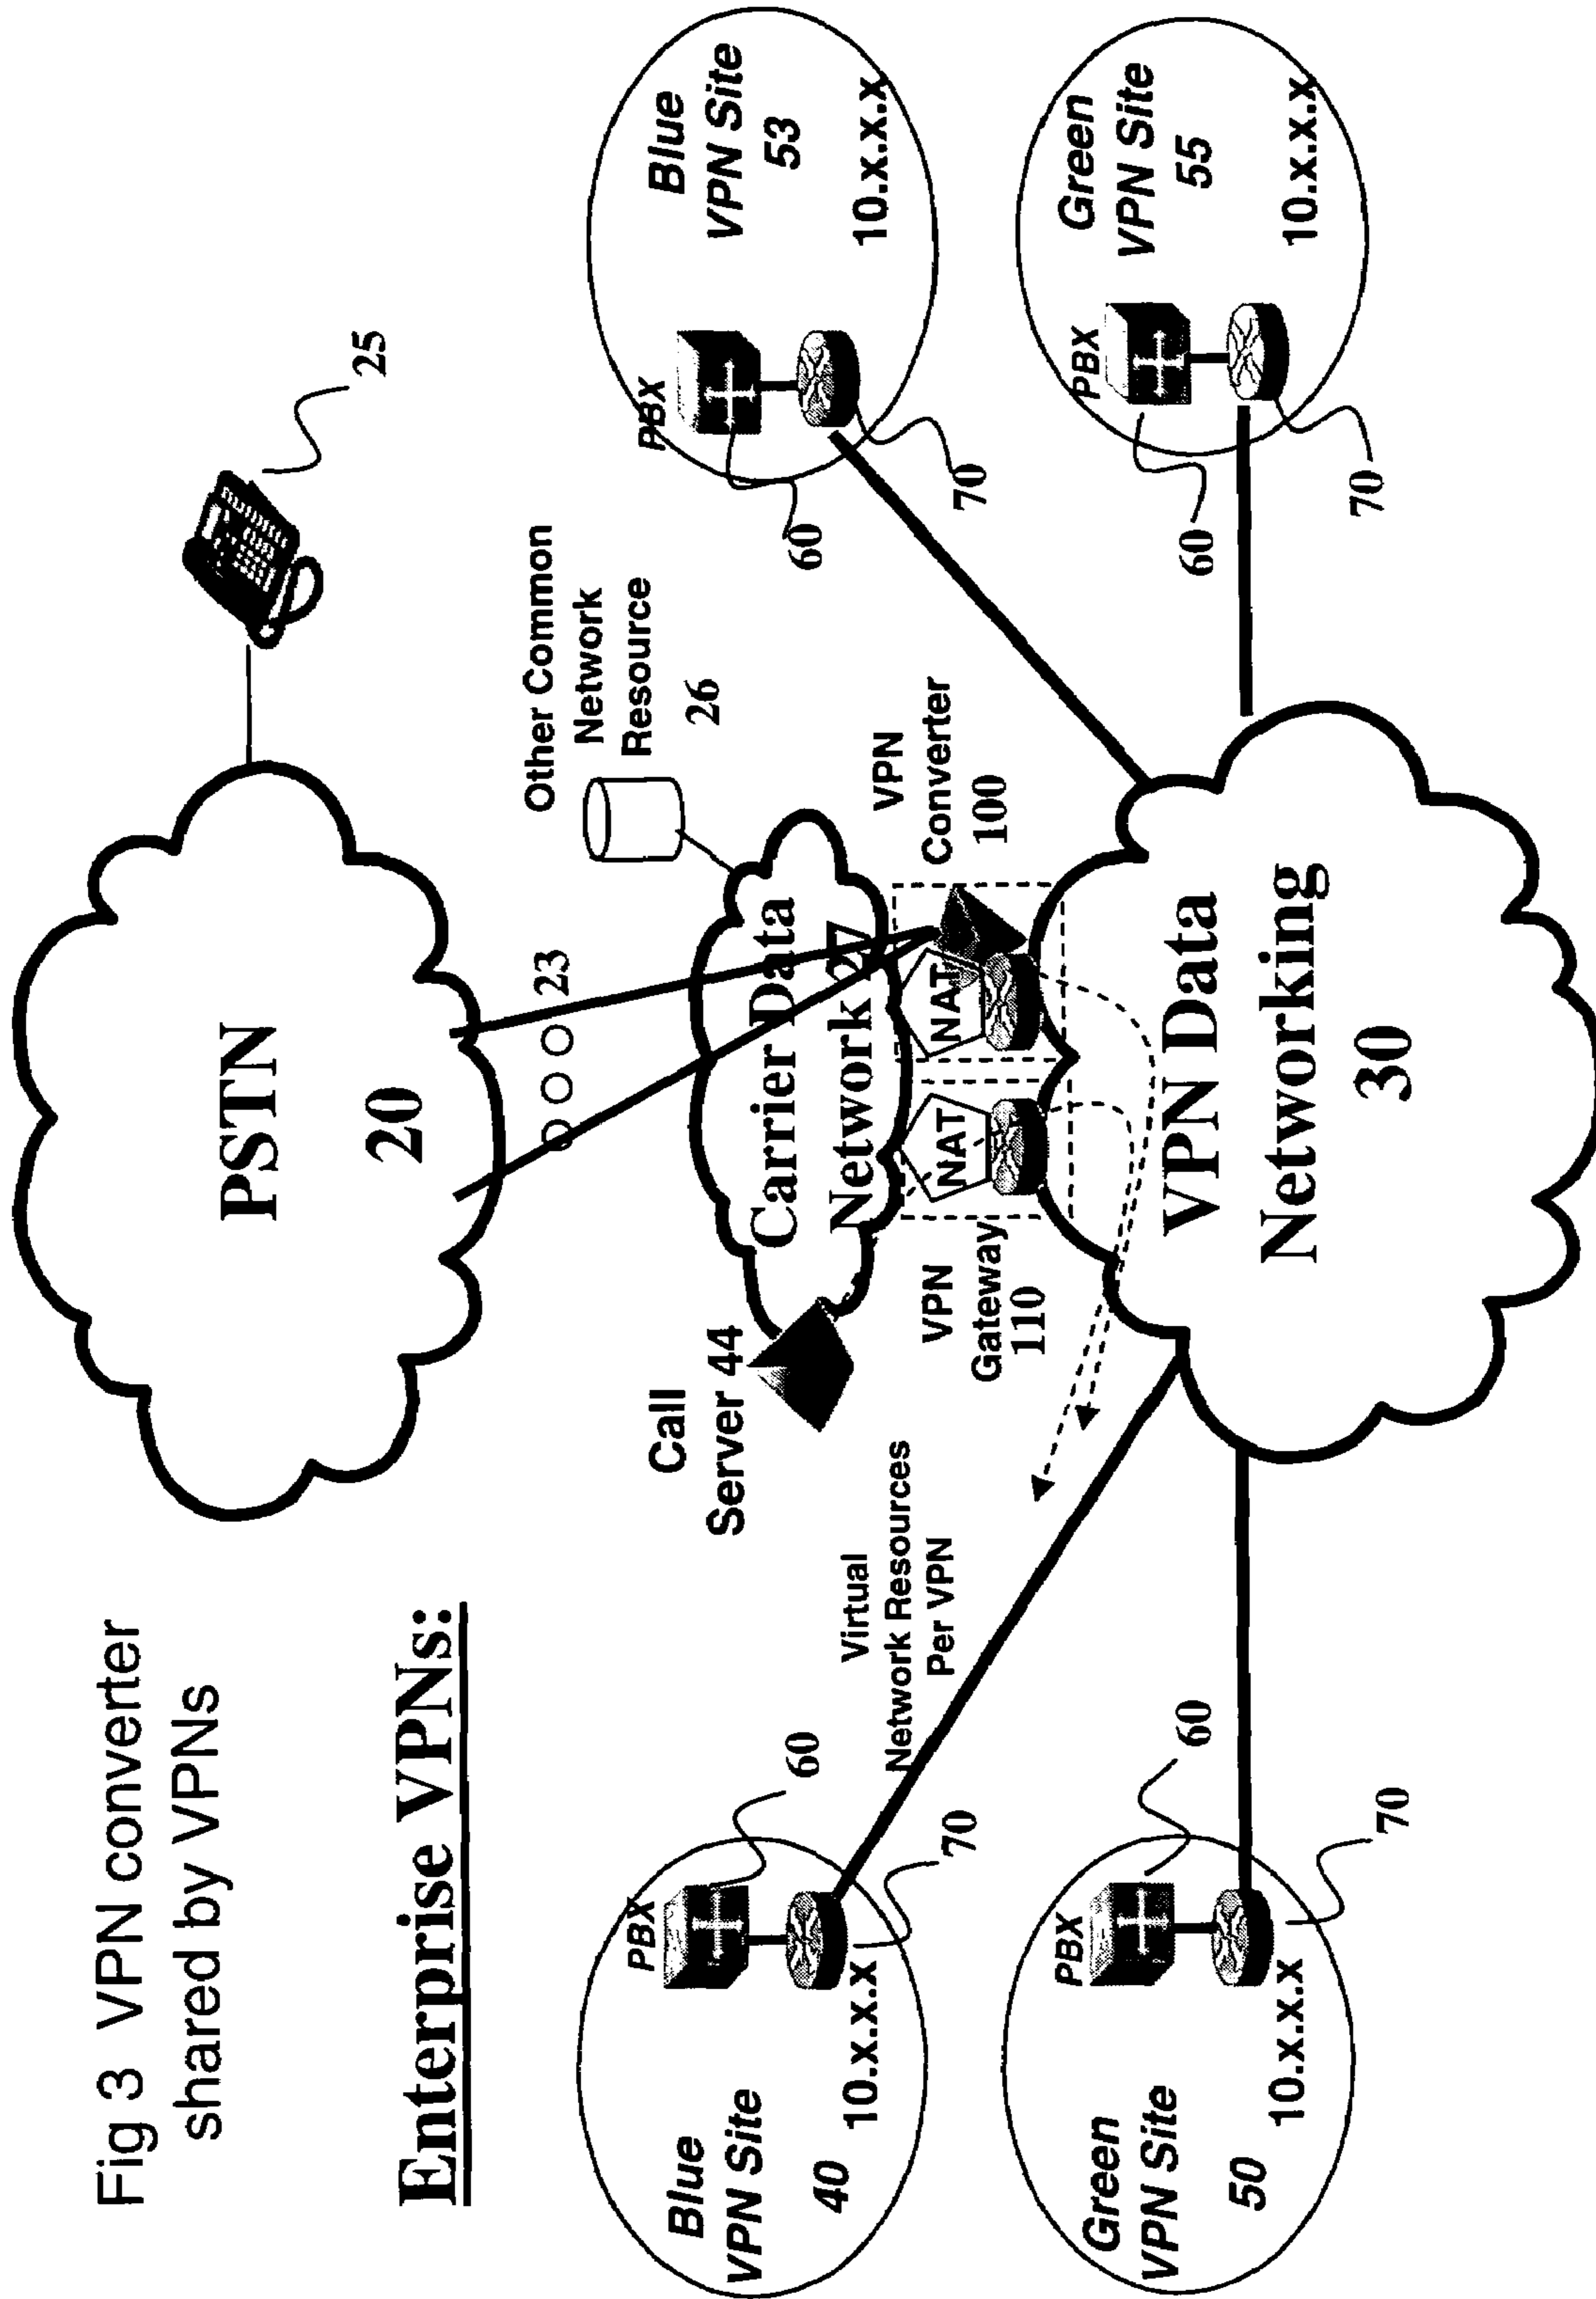 Fig 3 VPN converter
shared by VPNs
Enterprise VPNs:
PSTN
20
25
23
Other Common
Network
Resource
26
Call
Server 44
Carrier Data
Network 27
VPN
Converter
100
NAT
NAT
VPN
Gateway
110
Virtual
Network Resources
Per VPN
VPN Data
Networking
30
Blue
VPN Site
40
10.x.x.x
PBX
60
70
Green
VPN Site
50
10.x.x.x
PBX
60
70
Blue
VPN Site
53
10.x.x.x
PBX
60
70
Green
VPN Site
55
10.x.x.x
PBX
60
70